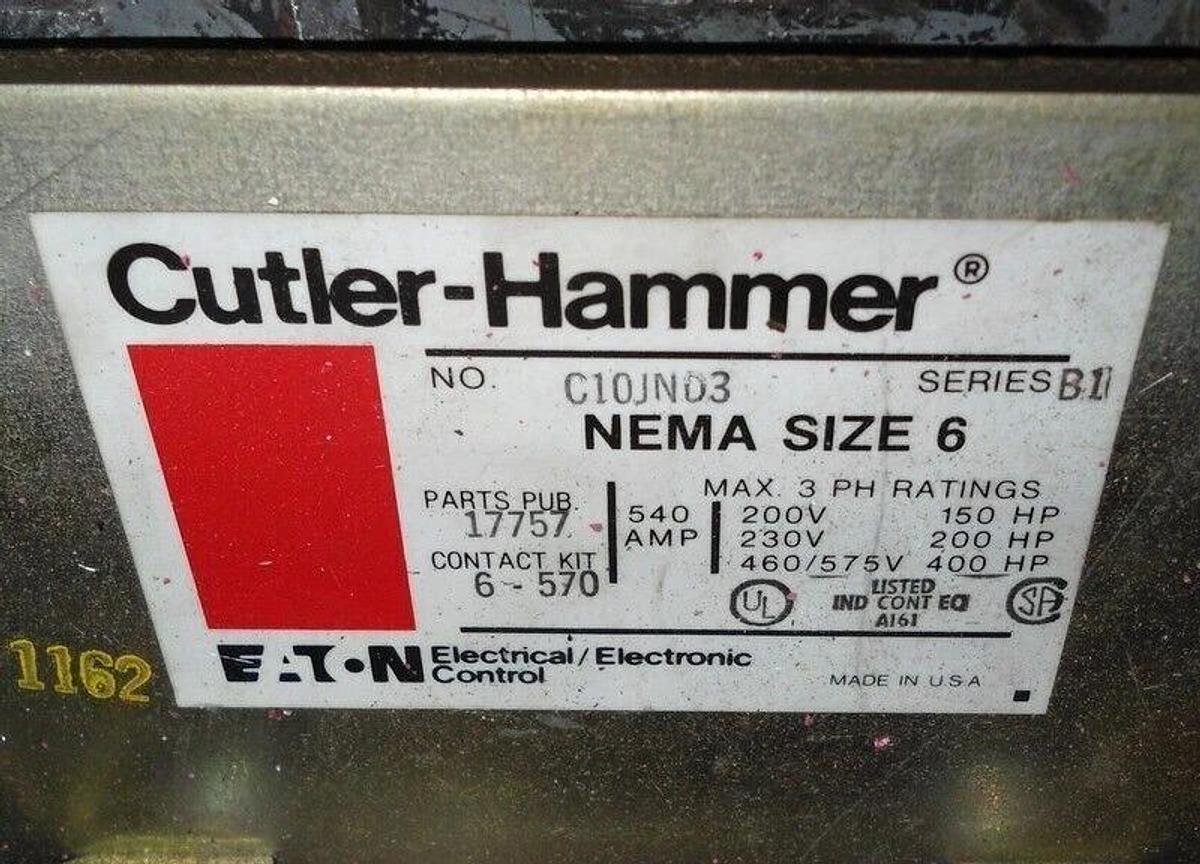 Cutler-Hammer®
NO. C10JN03 SERIES B1
NEMA SIZE 6
PARTS PUB.
17757
CONTACT KIT
6 - 570
540
AMP
MAX. 3 PH RATINGS
200V 150 HP
230V 200 HP
460/575V 400 HP
UL
LISTED
IND CONT EQ
A161
SA
EATON Electrical/Electronic
Control
MADE IN U.S.A
1162